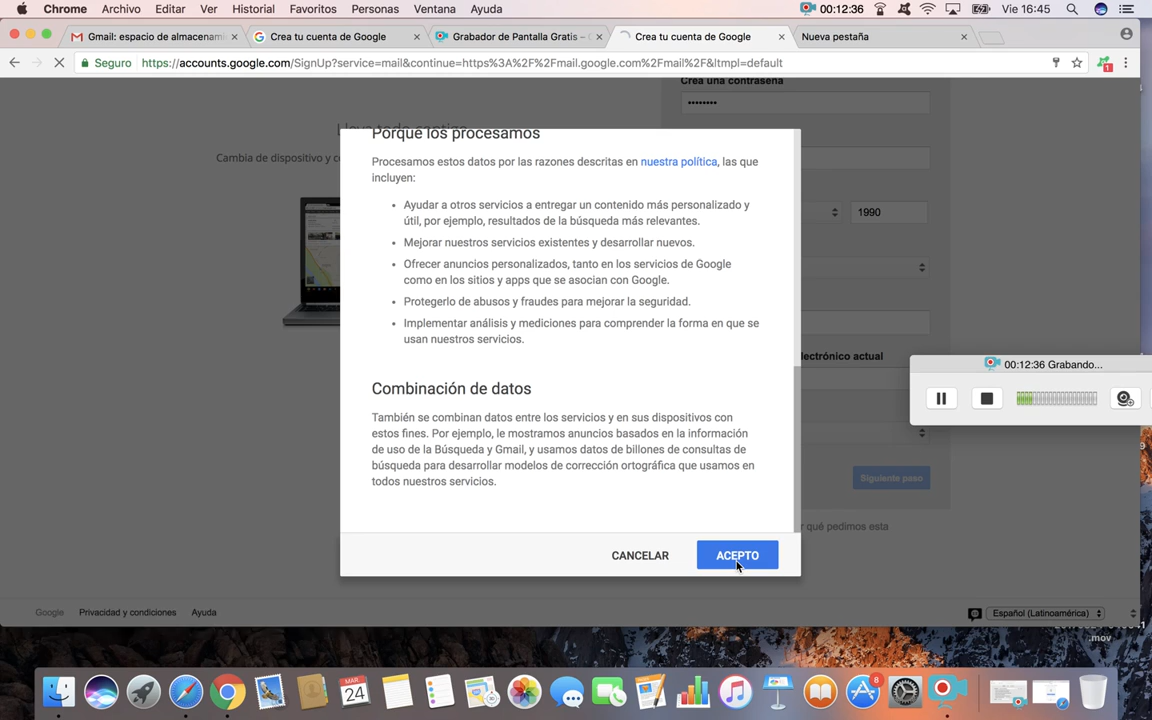 Chrome Archivo Editar Ver Historial Favoritos Personas Ventana Ayuda 00:12:36 Vie 16:45
Gmail: espacio de almacenami
Crea tu cuenta de Google
Grabador de Pantalla Gratis –
Crea tu cuenta de Google
Nueva pestaña
Seguro https://accounts.google.com/SignUp?service=mail&continue=https%3A%2F%2Fmail.google.com%2Fmail%2F&ltmpl=default
1
Crea una contraseña
••••••••
Cambia de dispositivo y c
1990
Porque los procesamos
Procesamos estos datos por las razones descritas en nuestra política, las que
incluyen:
• Ayudar a otros servicios a entregar un contenido más personalizado y
útil, por ejemplo, resultados de la búsqueda más relevantes.
• Mejorar nuestros servicios existentes y desarrollar nuevos.
• Ofrecer anuncios personalizados, tanto en los servicios de Google
como en los sitios y apps que se asocian con Google.
• Protegerlo de abusos y fraudes para mejorar la seguridad.
• Implementar análisis y mediciones para comprender la forma en que se
usan nuestros servicios.
lectrónico actual
00:12:36 Grabando...
Combinación de datos
También se combinan datos entre los servicios y en sus dispositivos con
estos fines. Por ejemplo, le mostramos anuncios basados en la información
de uso de la Búsqueda y Gmail, y usamos datos de billones de consultas de
búsqueda para desarrollar modelos de corrección ortográfica que usamos en
todos nuestros servicios.
Siguiente paso
r qué pedimos esta
CANCELAR ACEPTO
Google Privacidad y condiciones Ayuda
Español (Latinoamérica)
.mov
MAR
24
8